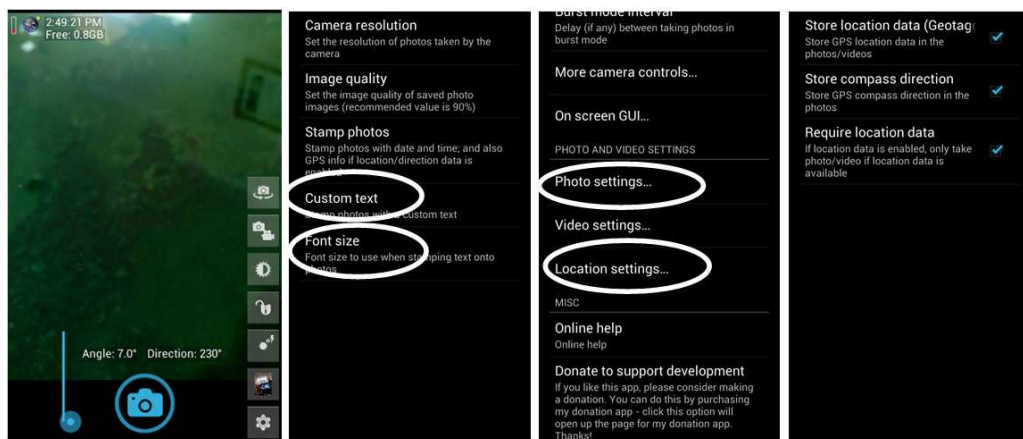 2:49:21 PM
Free: 0.8GB
Angle: 7.0° Direction: 230°
Camera resolution
Set the resolution of photos taken by the
camera
Image quality
Set the image quality of saved photo
images (recommended value is 90%)
Stamp photos
Stamp photos with date and time; and also
GPS info if location/direction data is
enabled
Custom text
Stamp photos with a custom text
Font size
Font size to use when stamping text onto
photos
Burst mode interval
Delay (if any) between taking photos in
burst mode
More camera controls...
On screen GUI...
PHOTO AND VIDEO SETTINGS
Photo settings...
Video settings...
Location settings...
MISC
Online help
Online help
Donate to support development
If you like this app, please consider making
a donation. You can do this by purchasing
my donation app - click this option will
open up the page for my donation app.
Thanks!
Store location data (Geotag
Store GPS location data in the
photos/videos
Store compass direction
Store GPS compass direction in the
photos
Require location data
If location data is enabled, only take
photo/video if location data is
available